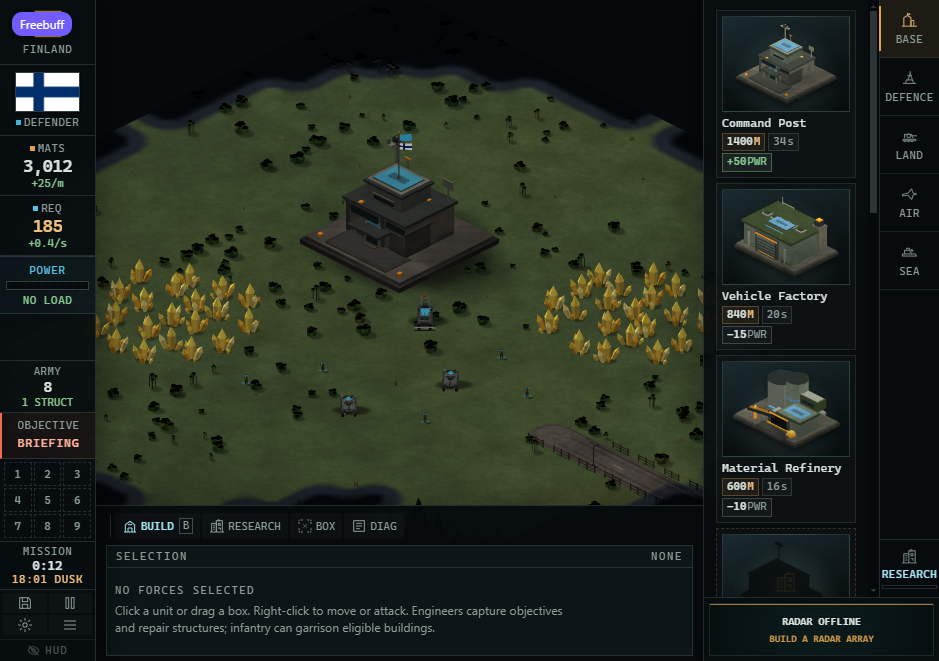 Freebuff
FINLAND
DEFENDER
MATS
3,012
+25/m
REQ
185
+0.4/s
POWER
NO LOAD
ARMY
8
1 STRUCT
OBJECTIVE
BRIEFING
1 2 3
4 5 6
7 8 9
MISSION
0:12
18:01 DUSK
HUD
BUILD B RESEARCH BOX DIAG
SELECTION NONE
NO FORCES SELECTED
Click a unit or drag a box. Right-click to move or attack. Engineers capture objectives
and repair structures; infantry can garrison eligible buildings.
Command Post
1400M 34s
+50PWR
Vehicle Factory
840M 20s
−15PWR
Material Refinery
600M 16s
−10PWR
BASE
DEFENCE
LAND
AIR
SEA
RESEARCH
RADAR OFFLINE
BUILD A RADAR ARRAY